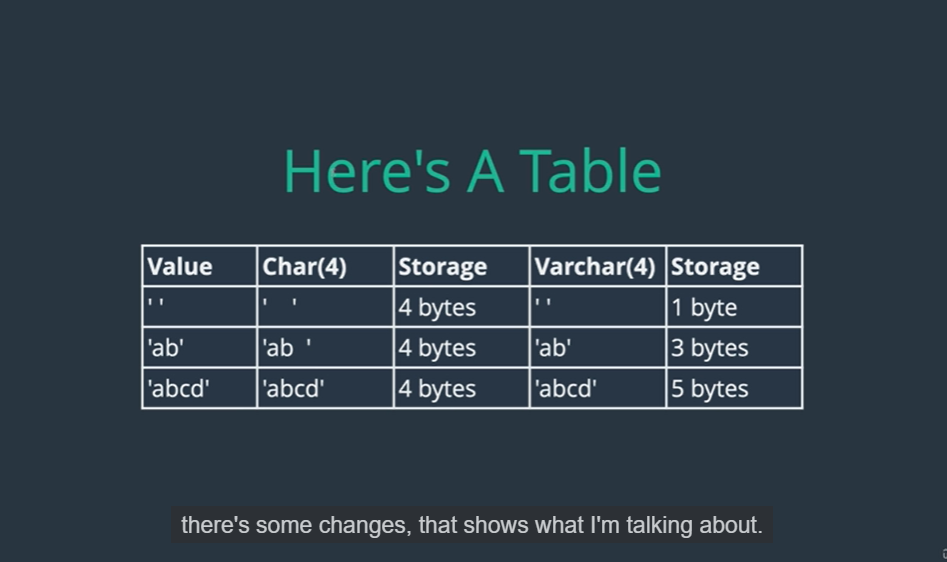 Here's A Table
Value Char(4) Storage Varchar(4) Storage
' ' '    ' 4 bytes ' ' 1 byte
'ab' 'ab  ' 4 bytes 'ab' 3 bytes
'abcd' 'abcd' 4 bytes 'abcd' 5 bytes
there's some changes, that shows what I'm talking about.